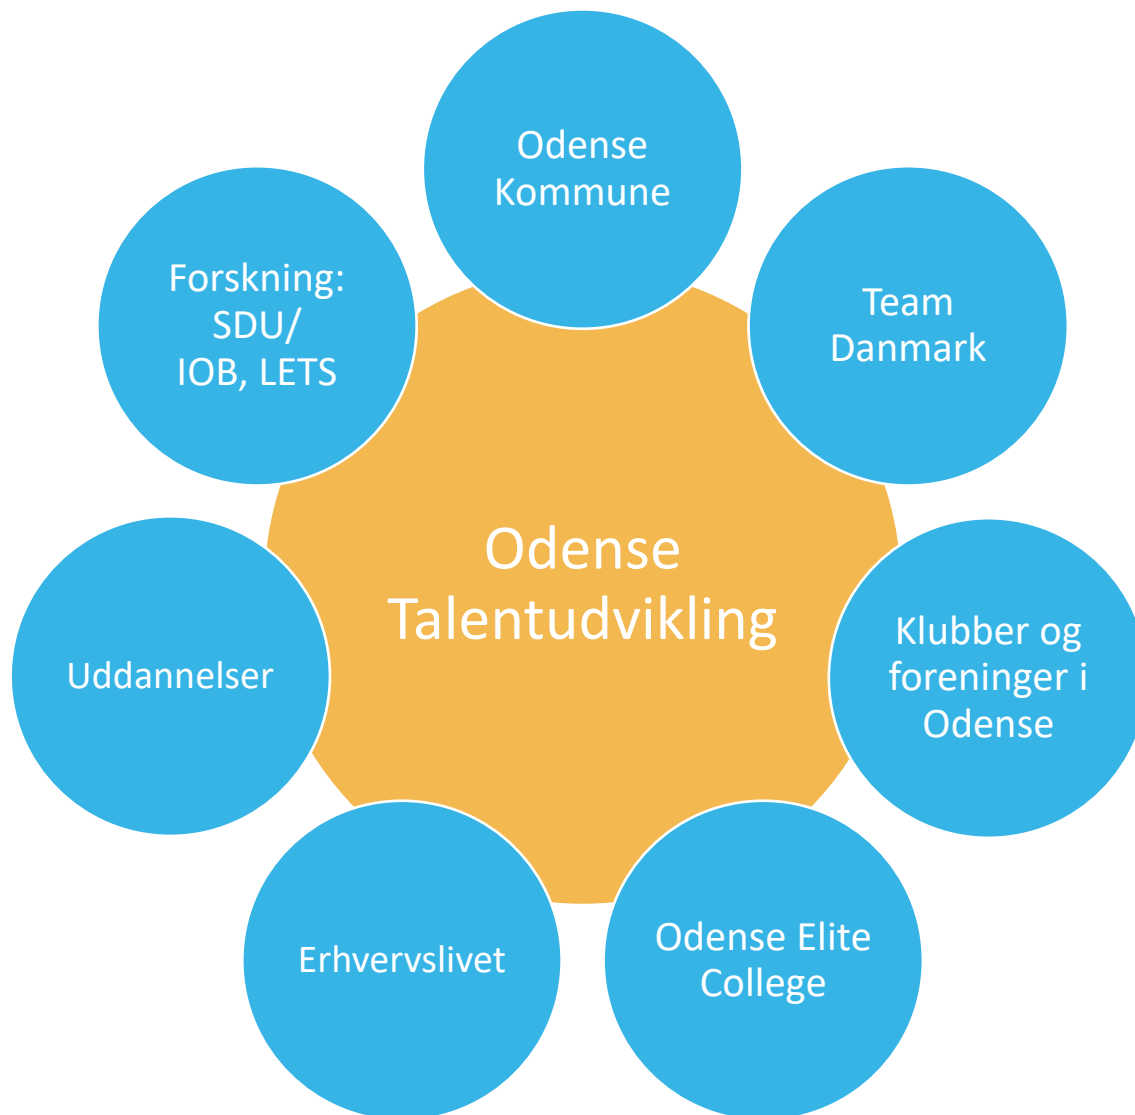 Odense
Kommune
Team
Danmark
Klubber og
foreninger i
Odense
Odense Elite
College
Erhvervslivet
Uddannelser
Forskning:
SDU/
IOB, LETS
Odense
Talentudvikling